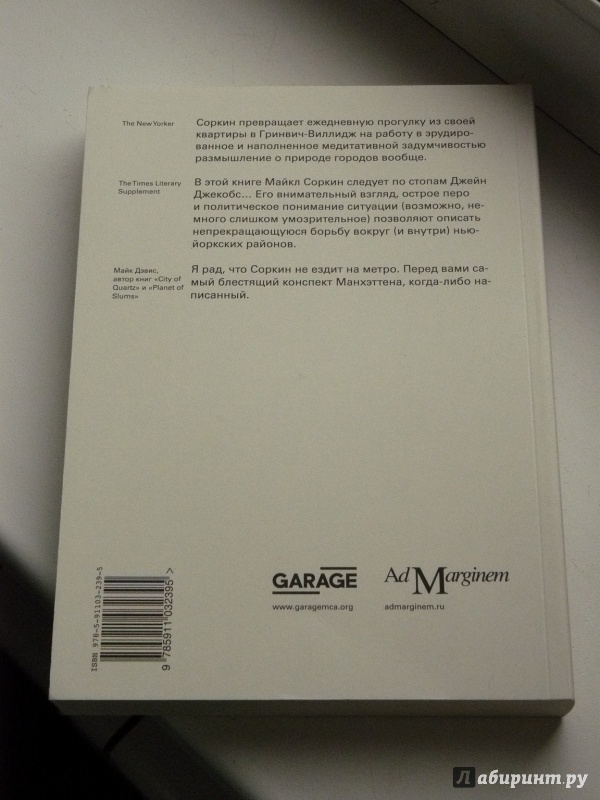 The New Yorker
Соркин превращает ежедневную прогулку из своей
квартиры в Гринвич-Виллидж на работу в эрудиро-
ванное и наполненное медитативной задумчивостью
размышление о природе городов вообще.
The Times Literary
Supplement
В этой книге Майкл Соркин следует по стопам Джейн
Джекобс... Его внимательный взгляд, острое перо
и политическое понимание ситуации (возможно, не-
много слишком умозрительное) позволяют описать
непрекращающуюся борьбу вокруг (и внутри) нью-
йоркских районов.
Майк Дэвис,
автор книг «City of
Quartz» и «Planet of
Slums»
Я рад, что Соркин не ездит на метро. Перед вами са-
мый блестящий конспект Манхэттена, когда-либо на-
писанный.
ISBN 978-5-91103-239-5
9 785911 032395 >
GARAGE
www.garagemca.org
Ad Marginem
admarginem.ru
Лабиринт.ру